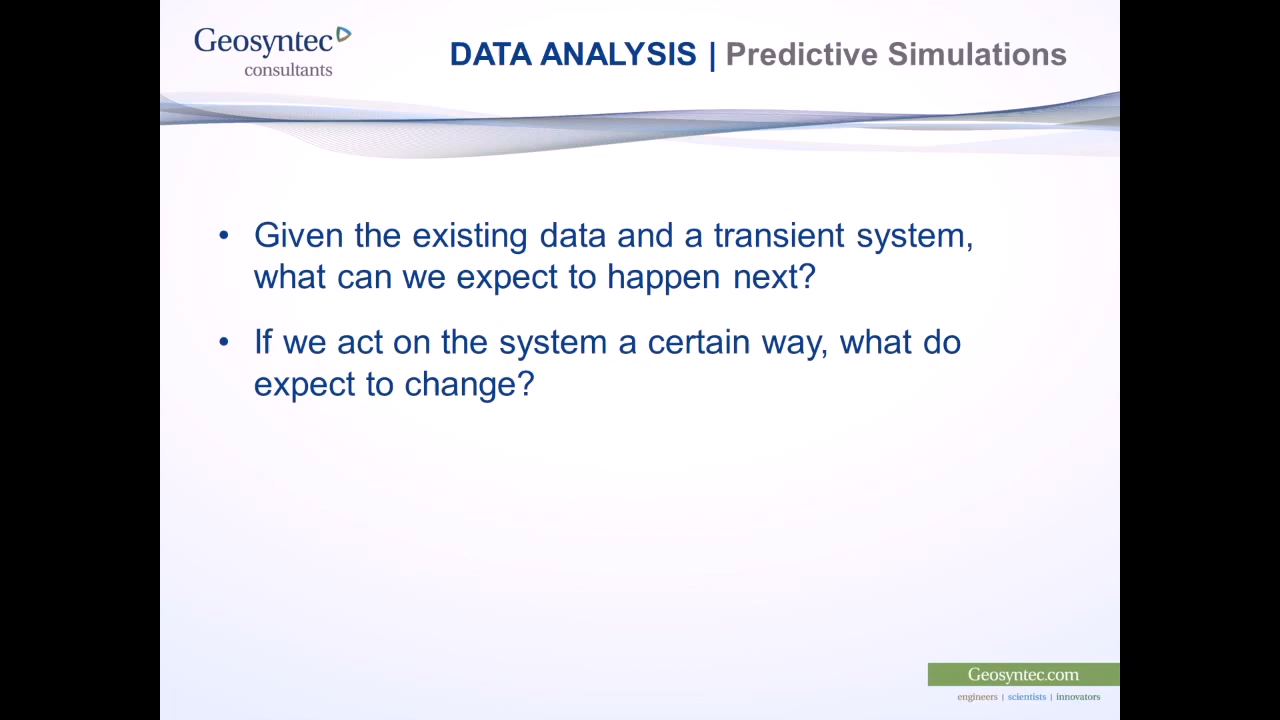 Geosyntec
consultants
DATA ANALYSIS | Predictive Simulations
• Given the existing data and a transient system,
what can we expect to happen next?
• If we act on the system a certain way, what do
expect to change?
Geosyntec.com
engineers | scientists | innovators